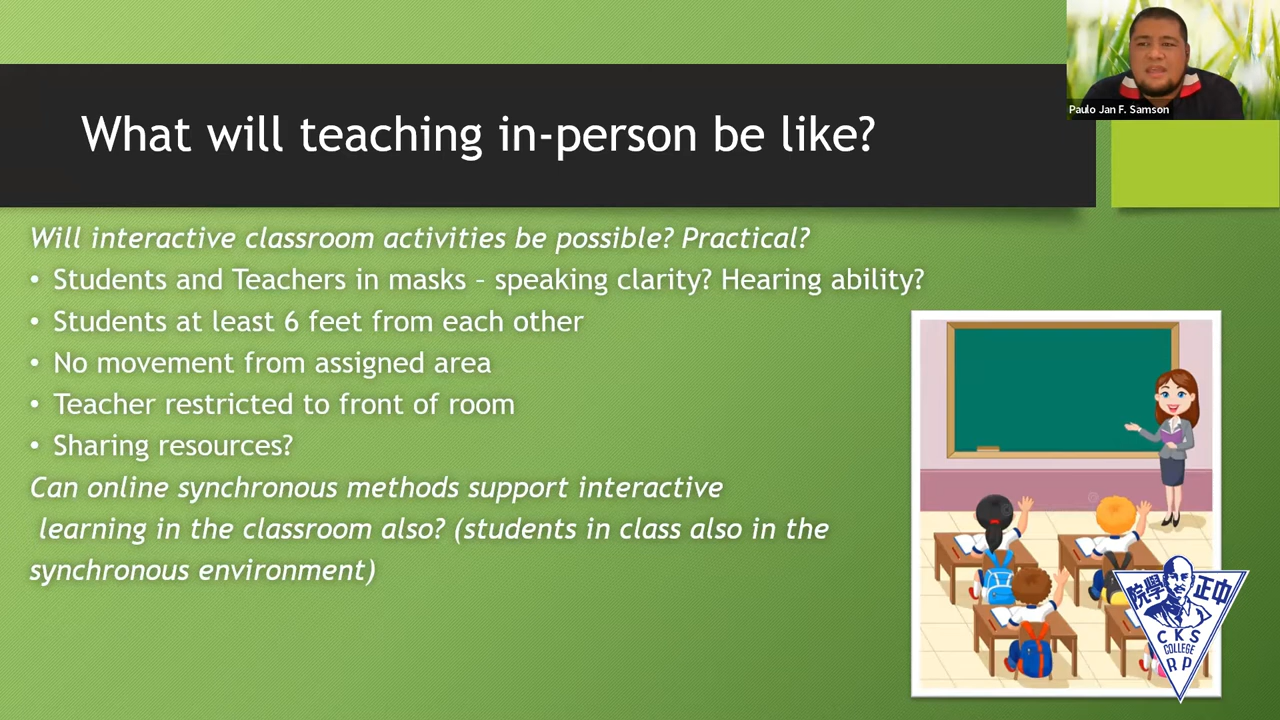 Paulo Jan F. Samson
What will teaching in-person be like?
Will interactive classroom activities be possible? Practical?
• Students and Teachers in masks – speaking clarity? Hearing ability?
• Students at least 6 feet from each other
• No movement from assigned area
• Teacher restricted to front of room
• Sharing resources?
Can online synchronous methods support interactive
learning in the classroom also? (students in class also in the
synchronous environment)
院學 正中
CKS
COLLEGE
R P